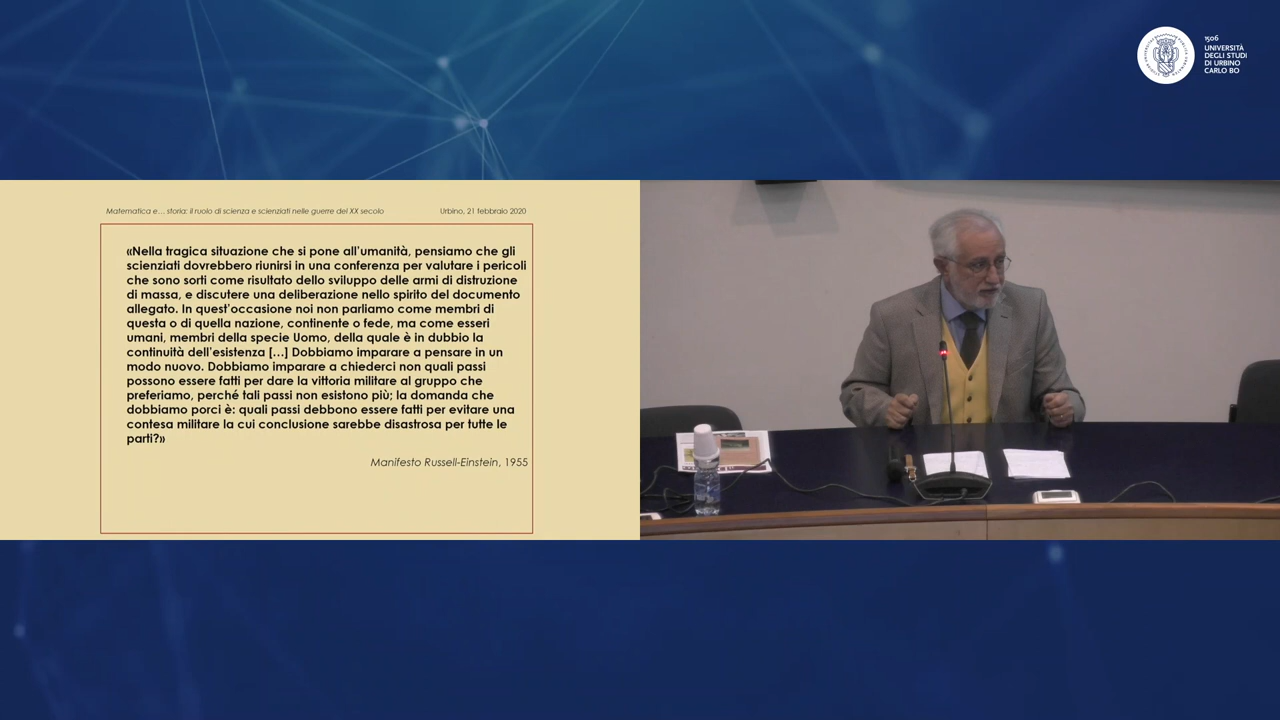 1506
UNIVERSITÀ
DEGLI STUDI
DI URBINO
CARLO BO
Matematica e... storia: il ruolo di scienza e scienziati nelle guerre del XX secolo
Urbino, 21 febbraio 2020
«Nella tragica situazione che si pone all'umanità, pensiamo che gli
scienziati dovrebbero riunirsi in una conferenza per valutare i pericoli
che sono sorti come risultato dello sviluppo delle armi di distruzione
di massa, e discutere una deliberazione nello spirito del documento
allegato. In quest'occasione noi non parliamo come membri di
questa o di quella nazione, continente o fede, ma come esseri
umani, membri della specie Uomo, della quale è in dubbio la
continuità dell'esistenza [...] Dobbiamo imparare a pensare in un
modo nuovo. Dobbiamo imparare a chiederci non quali passi
possono essere fatti per dare la vittoria militare al gruppo che
preferiamo, perché tali passi non esistono più; la domanda che
dobbiamo porci è: quali passi debbono essere fatti per evitare una
contesa militare la cui conclusione sarebbe disastrosa per tutte le
parti?»
Manifesto Russell-Einstein, 1955